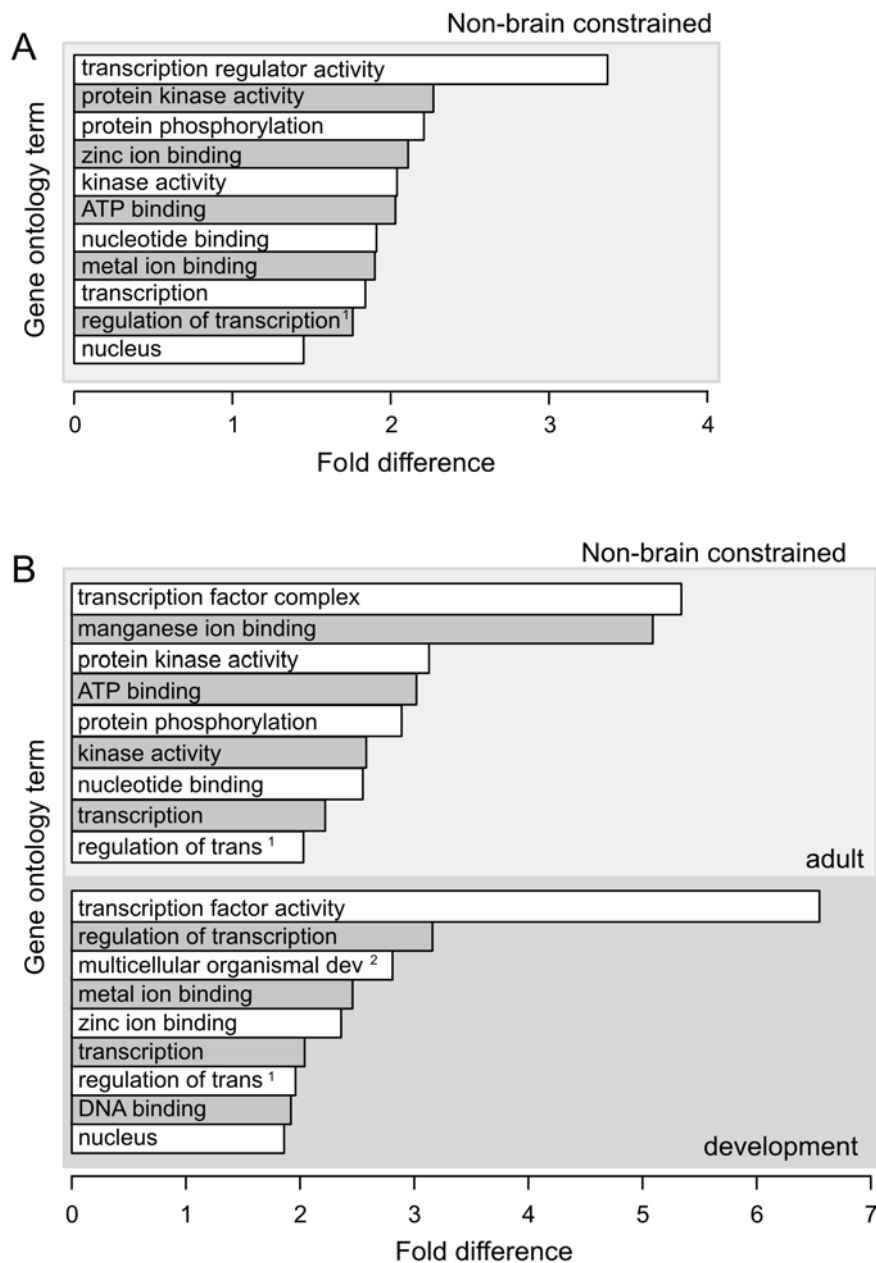 A
Non-brain constrained
Gene ontology term
transcription regulator activity
protein kinase activity
protein phosphorylation
zinc ion binding
kinase activity
ATP binding
nucleotide binding
metal ion binding
transcription
regulation of transcription1
nucleus
0 1 2 3 4
Fold difference
B
Non-brain constrained
Gene ontology term
transcription factor complex
manganese ion binding
protein kinase activity
ATP binding
protein phosphorylation
kinase activity
nucleotide binding
transcription
regulation of trans 1
adult
transcription factor activity
regulation of transcription
multicellular organismal dev 2
metal ion binding
zinc ion binding
transcription
regulation of trans 1
DNA binding
nucleus
development
0 1 2 3 4 5 6 7
Fold difference